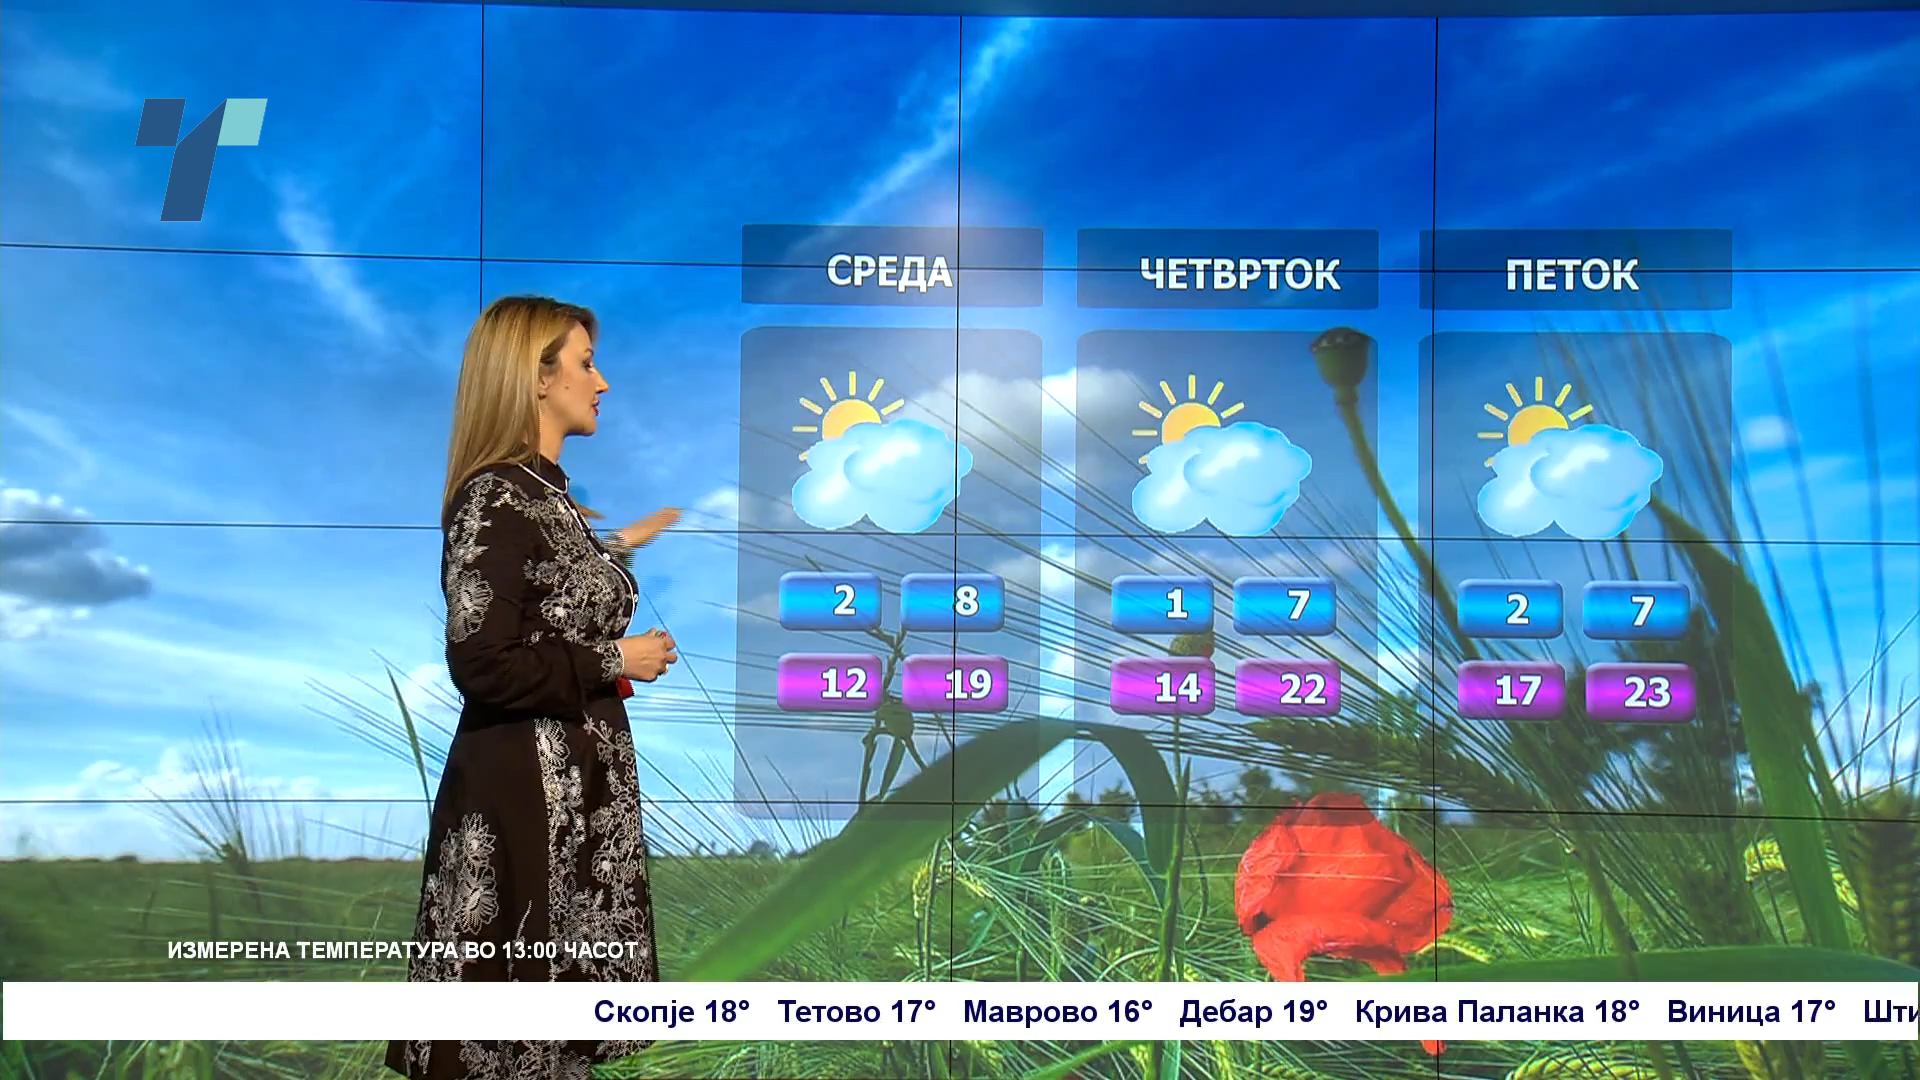 СРЕДА
ЧЕТВРТОК
ПЕТОК
2 8
1 7
2 7
12 19
14 22
17 23
ИЗМЕРЕНА ТЕМПЕРАТУРА ВО 13:00 ЧАСОТ
Скопје 18° Тетово 17° Маврово 16° Дебар 19° Крива Паланка 18° Виница 17°